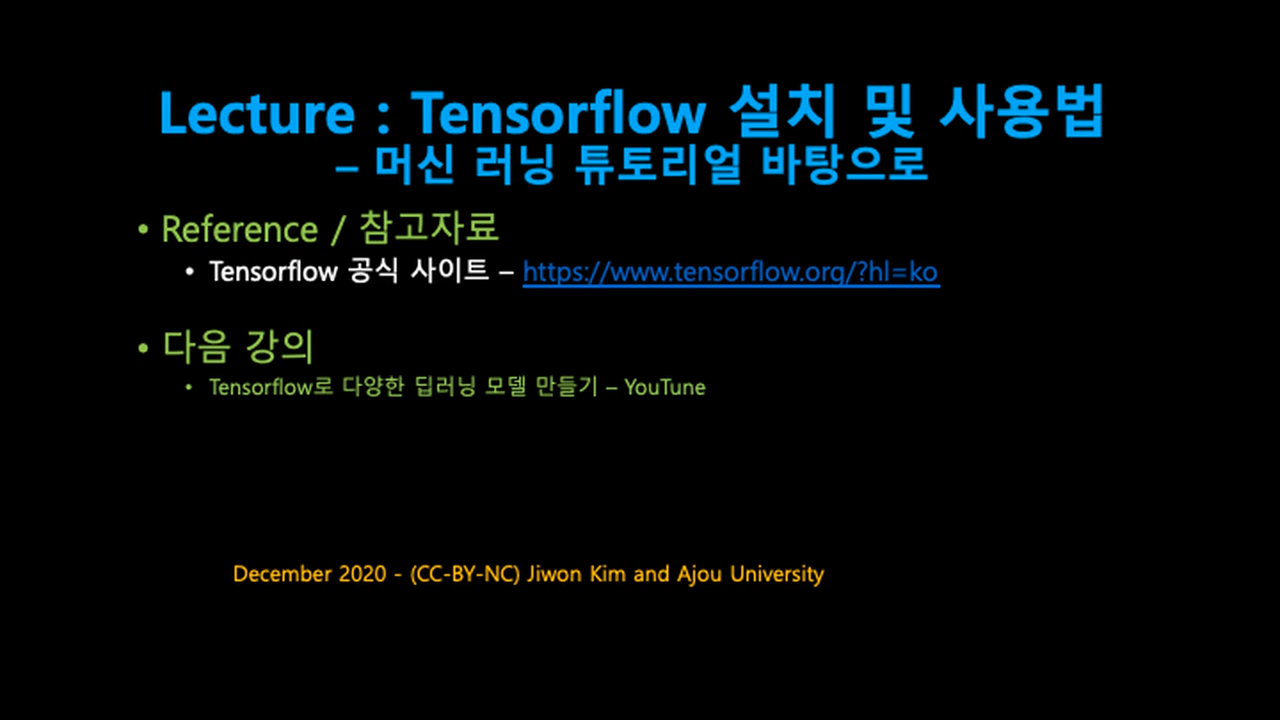 Lecture : Tensorflow 설치 및 사용법
– 머신 러닝 튜토리얼 바탕으로
• Reference / 참고자료
• Tensorflow 공식 사이트 – https://www.tensorflow.org/?hl=ko
• 다음 강의
• Tensorflow로 다양한 딥러닝 모델 만들기 – YouTune
December 2020 - (CC-BY-NC) Jiwon Kim and Ajou University